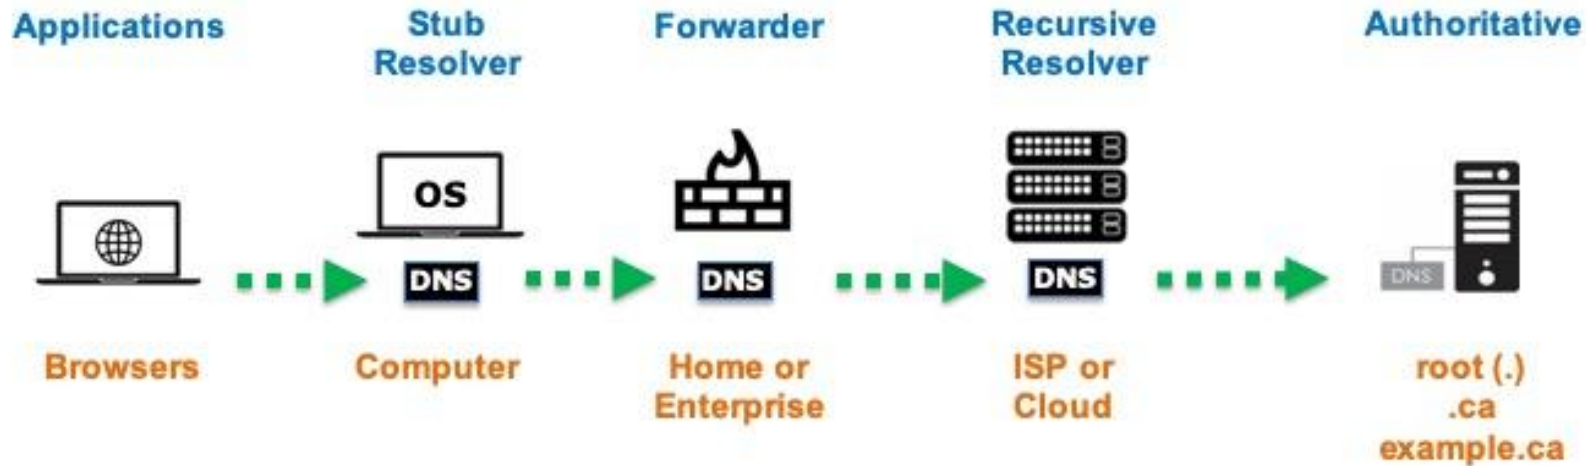 Applications
Stub
Resolver
Forwarder
Recursive
Resolver
Authoritative
OS
DNS
DNS
DNS
DNS
Browsers
Computer
Home or
Enterprise
ISP or
Cloud
root (.)
.ca
example.ca